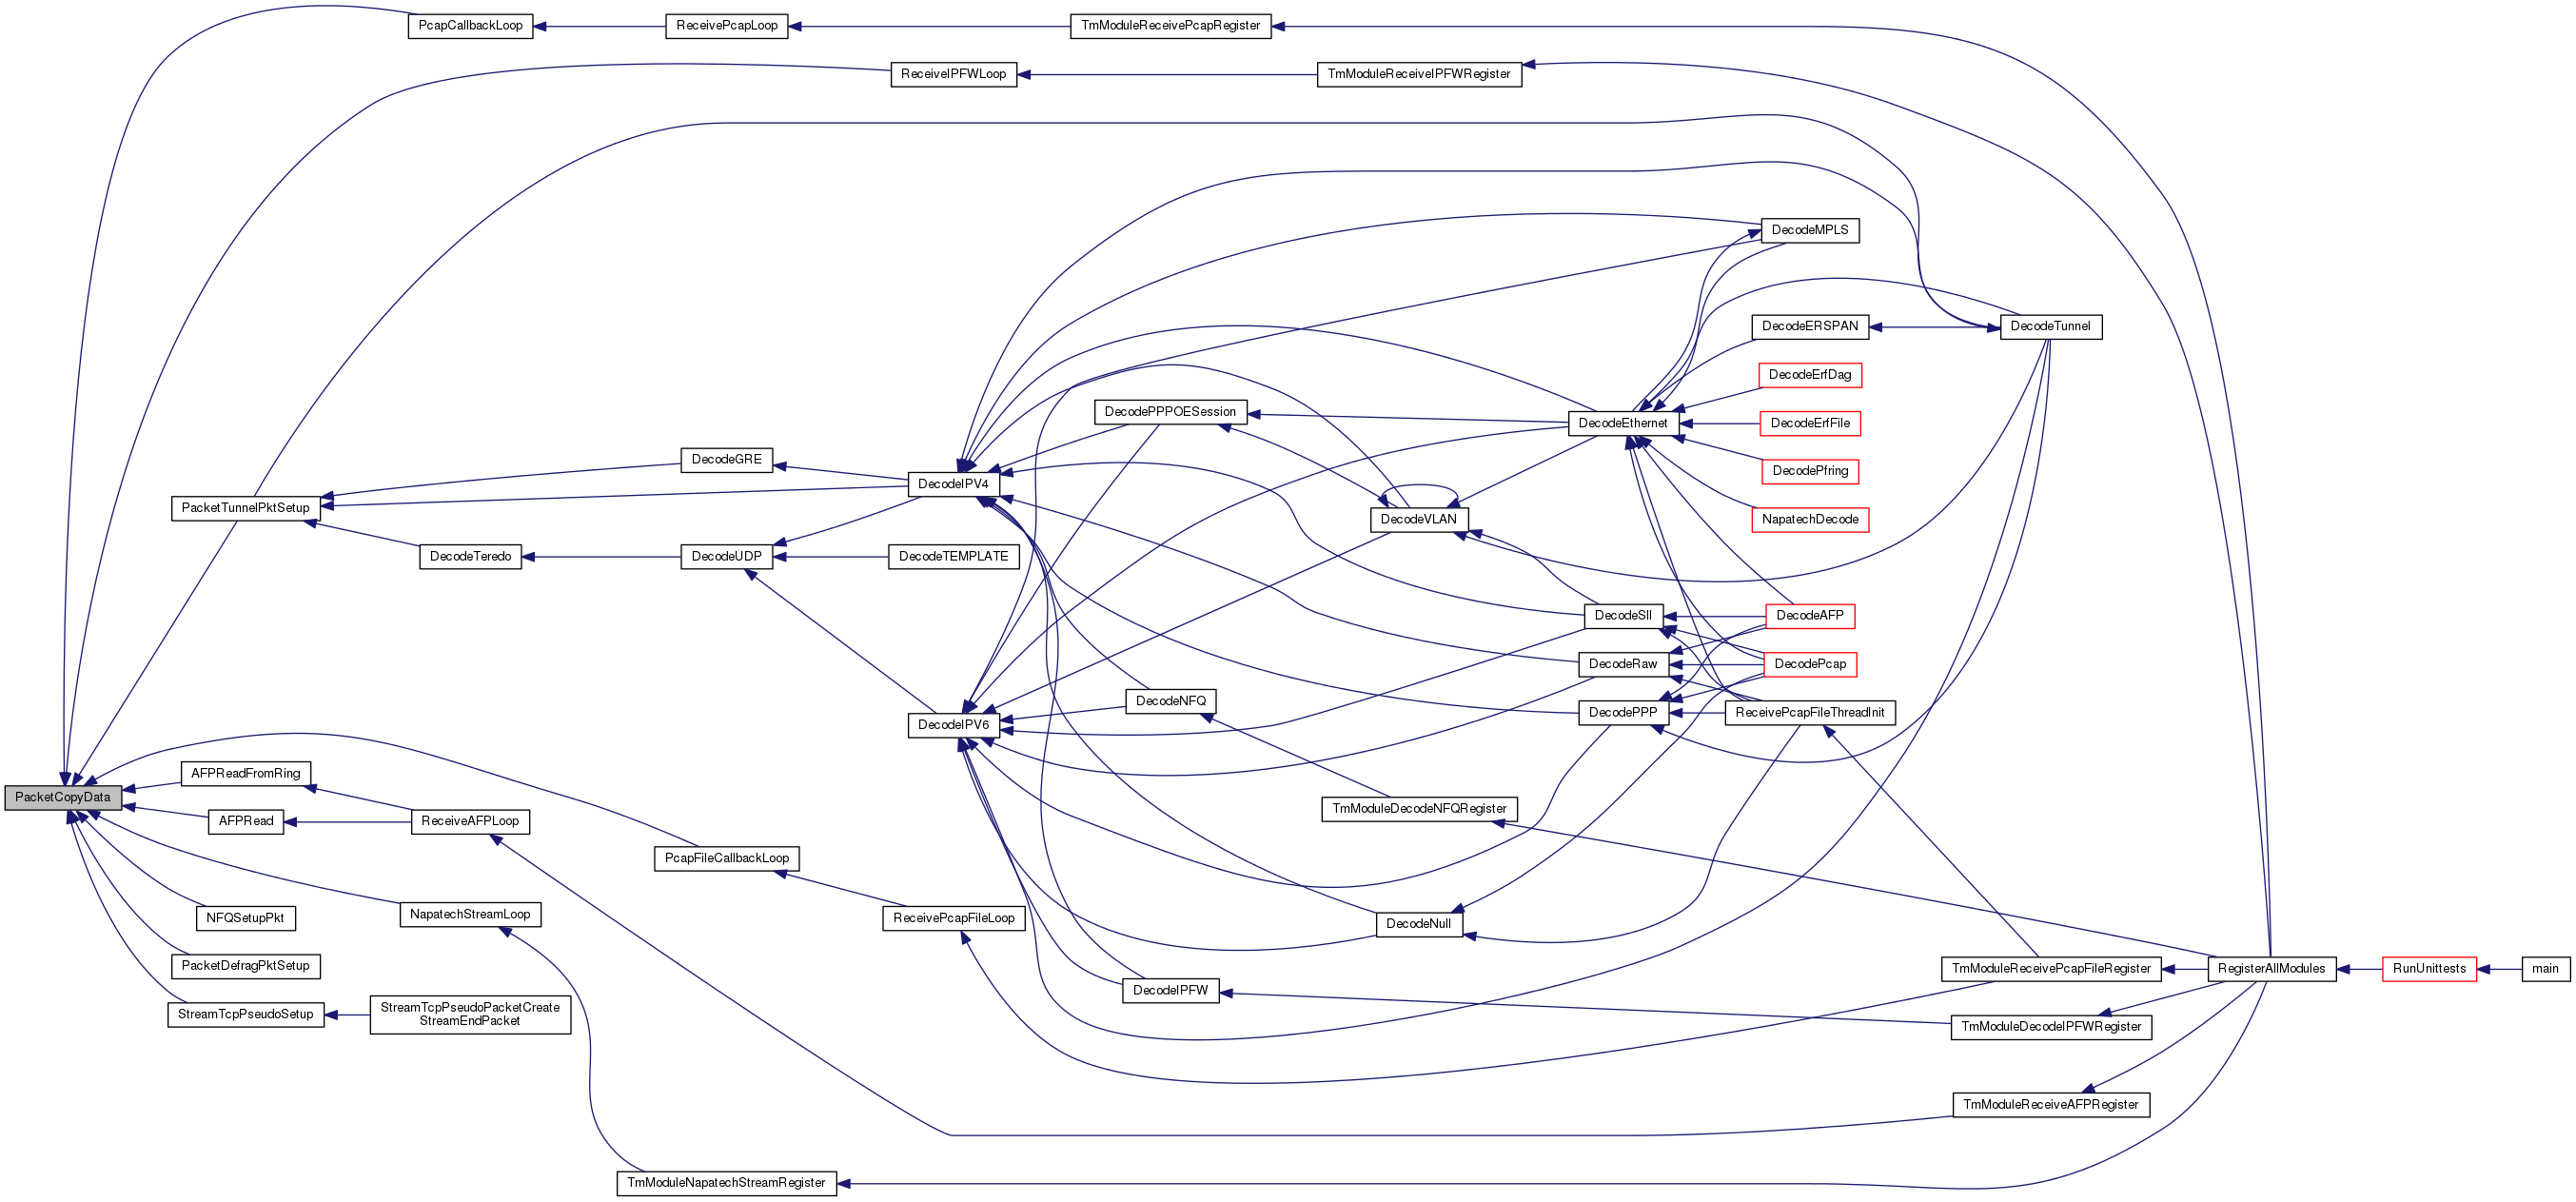 PcapCallbackLoop
ReceivePcapLoop
TmModuleReceivePcapRegister
ReceiveIPFWLoop
TmModuleReceiveIPFWRegister
DecodeMPLS
DecodeERSPAN
DecodeTunnel
DecodeErfDag
DecodePPPOESession
DecodeEthernet
DecodeErfFile
DecodeGRE
DecodePfring
DecodeIPV4
PacketTunnelPktSetup
DecodeVLAN
NapatechDecode
DecodeTeredo
DecodeUDP
DecodeTEMPLATE
DecodeSll
DecodeAFP
DecodeRaw
DecodePcap
DecodeNFQ
DecodePPP
ReceivePcapFileThreadInit
DecodeIPV6
AFPReadFromRing
PacketCopyData
TmModuleDecodeNFQRegister
AFPRead
ReceiveAFPLoop
PcapFileCallbackLoop
NFQSetupPkt
NapatechStreamLoop
ReceivePcapFileLoop
DecodeNull
PacketDefragPktSetup
TmModuleReceivePcapFileRegister
RegisterAllModules
RunUnittests
main
DecodeIPFW
StreamTcpPseudoSetup
StreamTcpPseudoPacketCreate
StreamEndPacket
TmModuleDecodeIPFWRegister
TmModuleReceiveAFPRegister
TmModuleNapatechStreamRegister